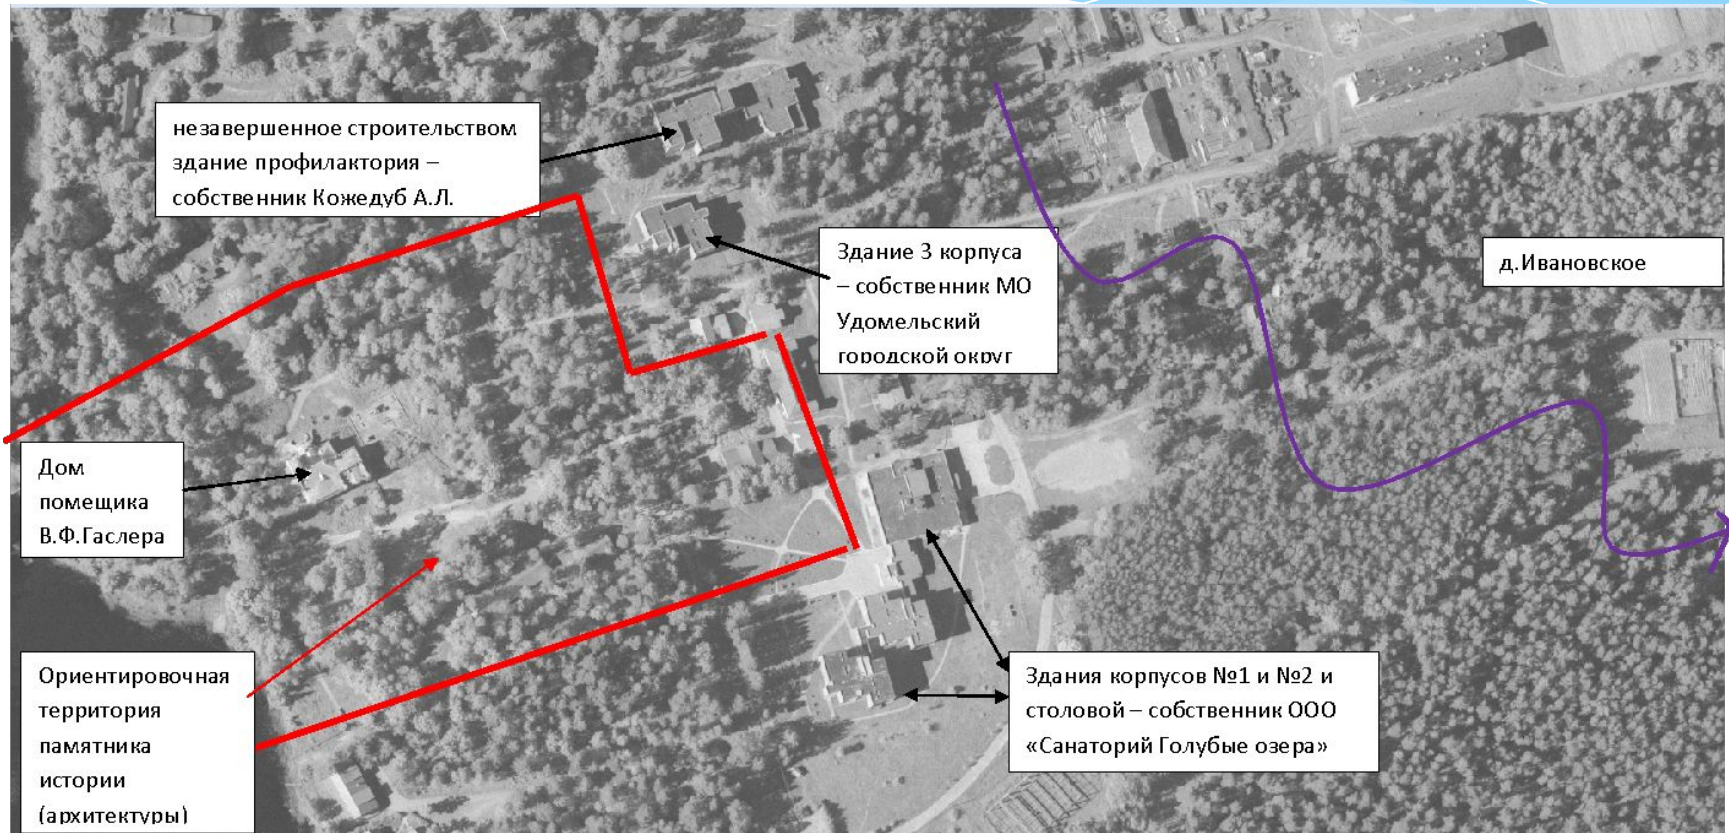 незавершенное строительством
здание профилактория –
собственник Кожедуб А.Л.
Здание 3 корпуса
– собственник МО
Удомельский
городской округ
д.Ивановское
Дом
помещика
В.Ф.Гаслера
Ориентировочная
территория
памятника
истории
(архитектуры)
Здания корпусов №1 и №2 и
столовой – собственник ООО
«Санаторий Голубые озера»